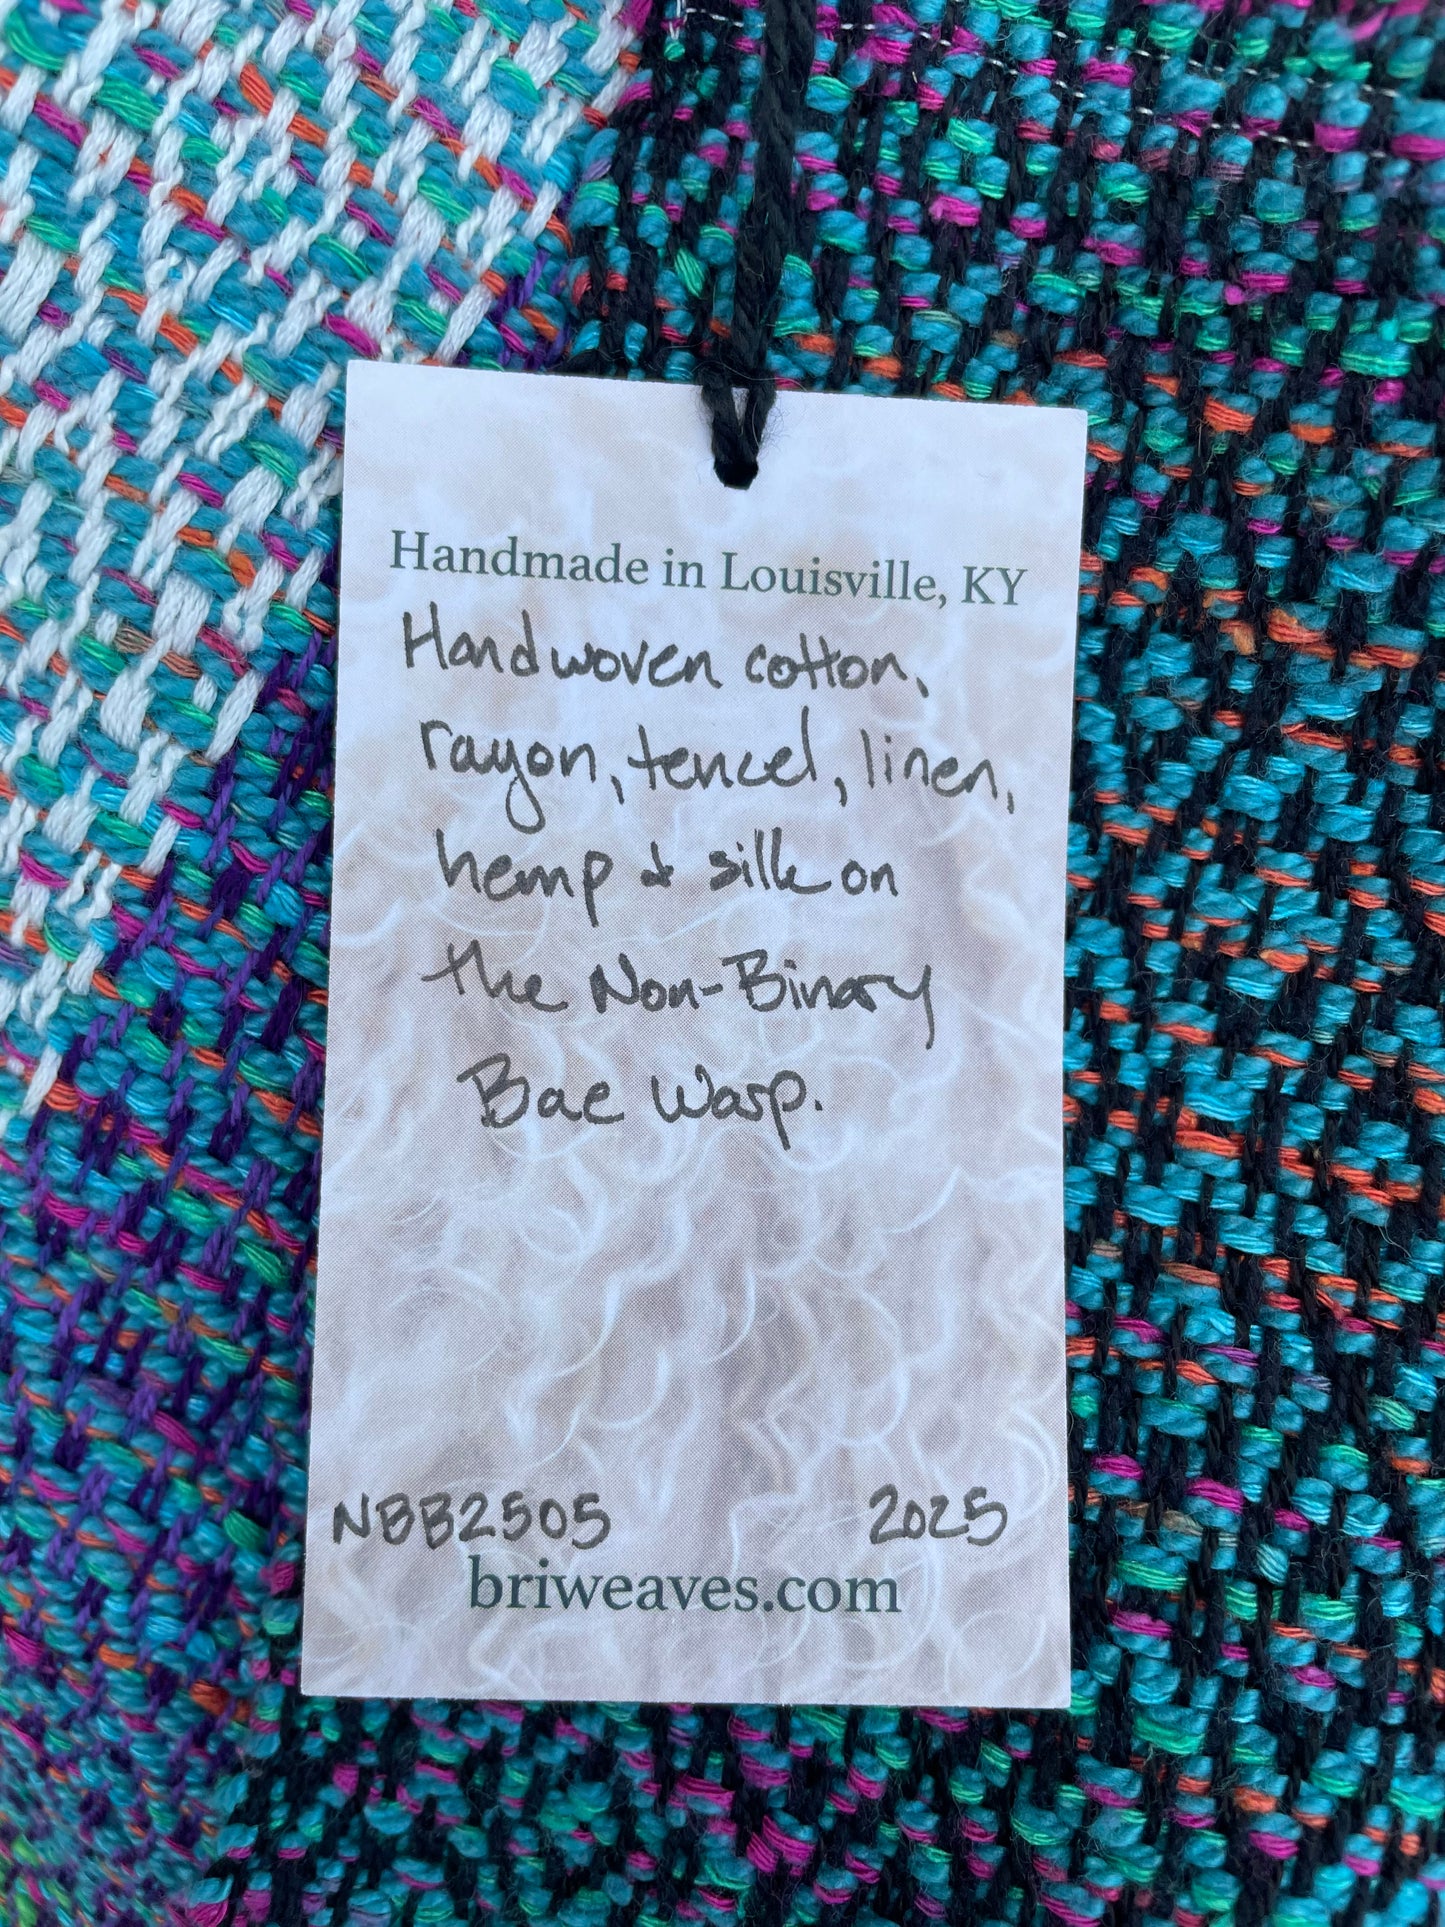 Handmade in Louisville, KY
Handwoven cotton,
rayon, tencel, linen,
hemp & silk on
the Non-Binary
Bae Warp.
NBB2505 2025
briweaves.com